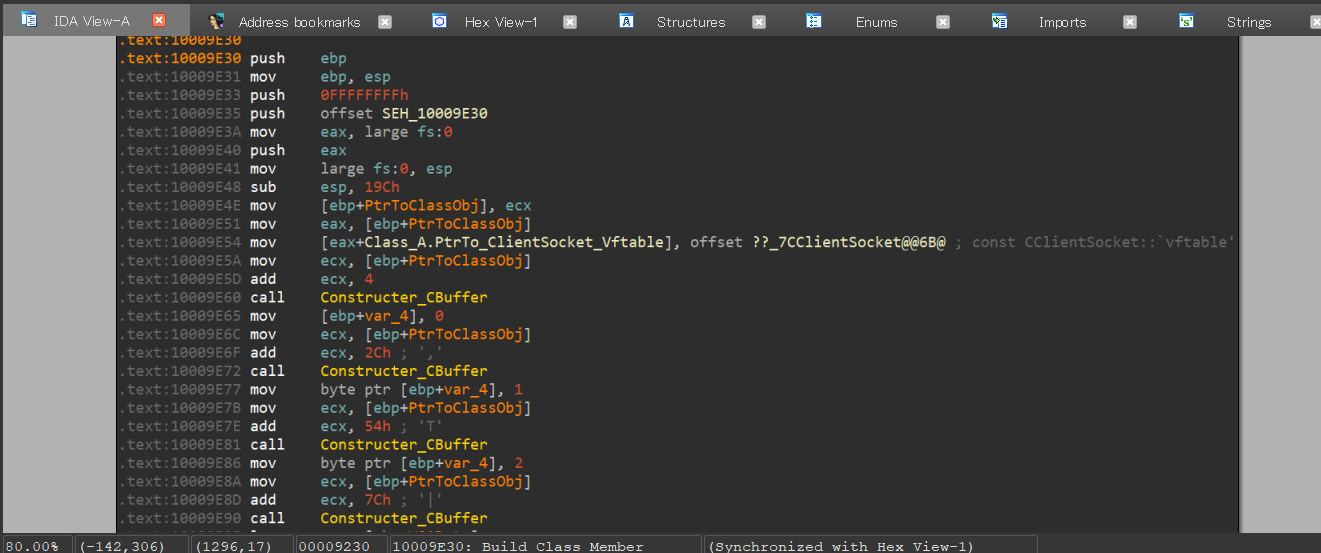 IDA View-A Address bookmarks Hex View-1 Structures Enums Imports Strings
.text:10009E30
.text:10009E30 push ebp
.text:10009E31 mov ebp, esp
.text:10009E33 push 0FFFFFFFFh
.text:10009E35 push offset SEH_10009E30
.text:10009E3A mov eax, large fs:0
.text:10009E40 push eax
.text:10009E41 mov large fs:0, esp
.text:10009E48 sub esp, 19Ch
.text:10009E4E mov [ebp+PtrToClassObj], ecx
.text:10009E51 mov eax, [ebp+PtrToClassObj]
.text:10009E54 mov [eax+Class_A.PtrTo_ClientSocket_Vftable], offset ??_7CClientSocket@@6B@ ; const CClientSocket::`vftable'
.text:10009E5A mov ecx, [ebp+PtrToClassObj]
.text:10009E5D add ecx, 4
.text:10009E60 call Constructer_CBuffer
.text:10009E65 mov [ebp+var_4], 0
.text:10009E6C mov ecx, [ebp+PtrToClassObj]
.text:10009E6F add ecx, 2Ch ; ','
.text:10009E72 call Constructer_CBuffer
.text:10009E77 mov byte ptr [ebp+var_4], 1
.text:10009E7B mov ecx, [ebp+PtrToClassObj]
.text:10009E7E add ecx, 54h ; 'T'
.text:10009E81 call Constructer_CBuffer
.text:10009E86 mov byte ptr [ebp+var_4], 2
.text:10009E8A mov ecx, [ebp+PtrToClassObj]
.text:10009E8D add ecx, 7Ch ; '|'
.text:10009E90 call Constructer_CBuffer
80.00% (-142,306) (1296,17) 00009230 10009E30: Build Class Member (Synchronized with Hex View-1)